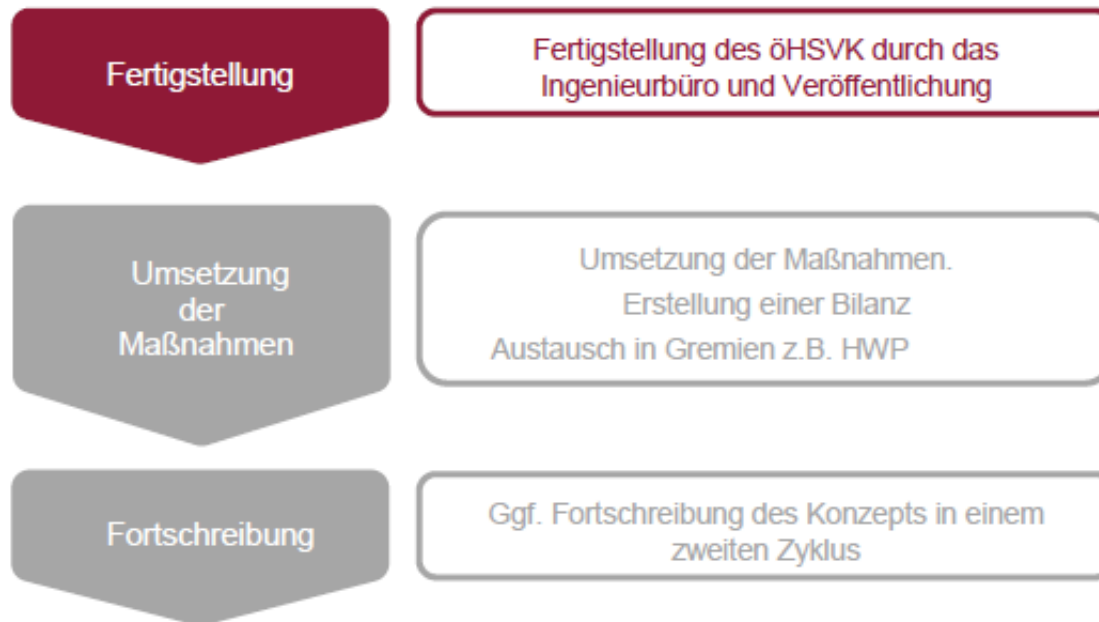 Fertigstellung
Fertigstellung des öHSVK durch das
Ingenieurbüro und Veröffentlichung
Umsetzung
der
Maßnahmen
Umsetzung der Maßnahmen.
Erstellung einer Bilanz
Austausch in Gremien z.B. HWP
Fortschreibung
Ggf. Fortschreibung des Konzepts in einem
zweiten Zyklus